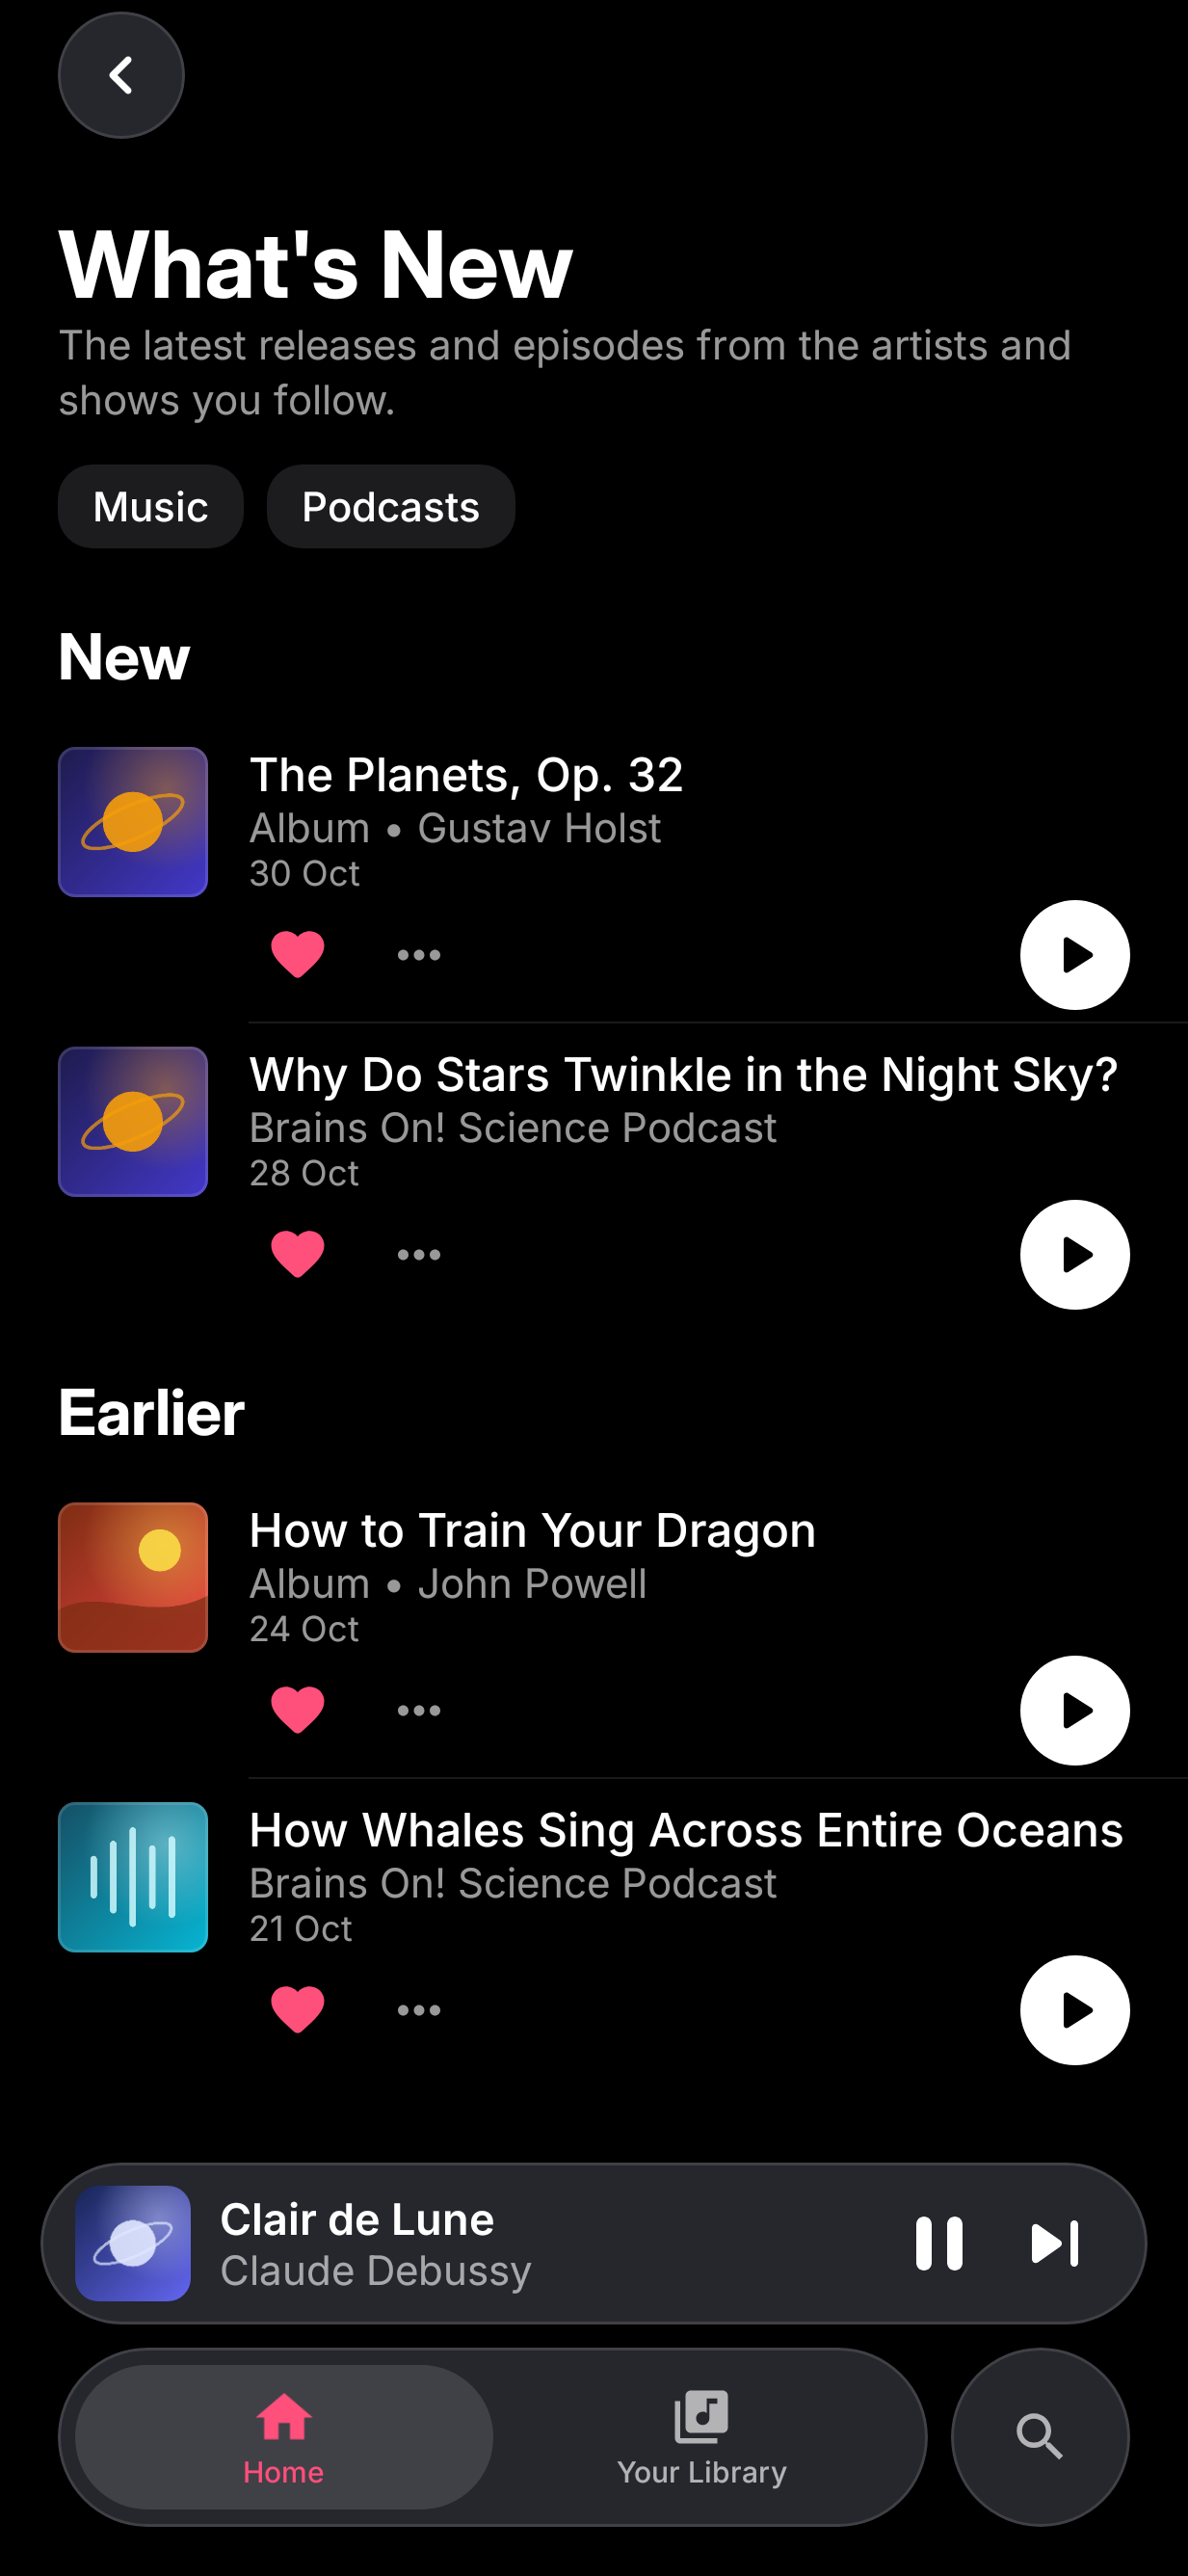 What's New
The latest releases and episodes from the artists and
shows you follow.
Music
Podcasts
New
The Planets, Op. 32
Album • Gustav Holst
30 Oct
Why Do Stars Twinkle in the Night Sky?
Brains On! Science Podcast
28 Oct
Earlier
How to Train Your Dragon
Album • John Powell
24 Oct
How Whales Sing Across Entire Oceans
Brains On! Science Podcast
21 Oct
Clair de Lune
Claude Debussy
Home
Your Library